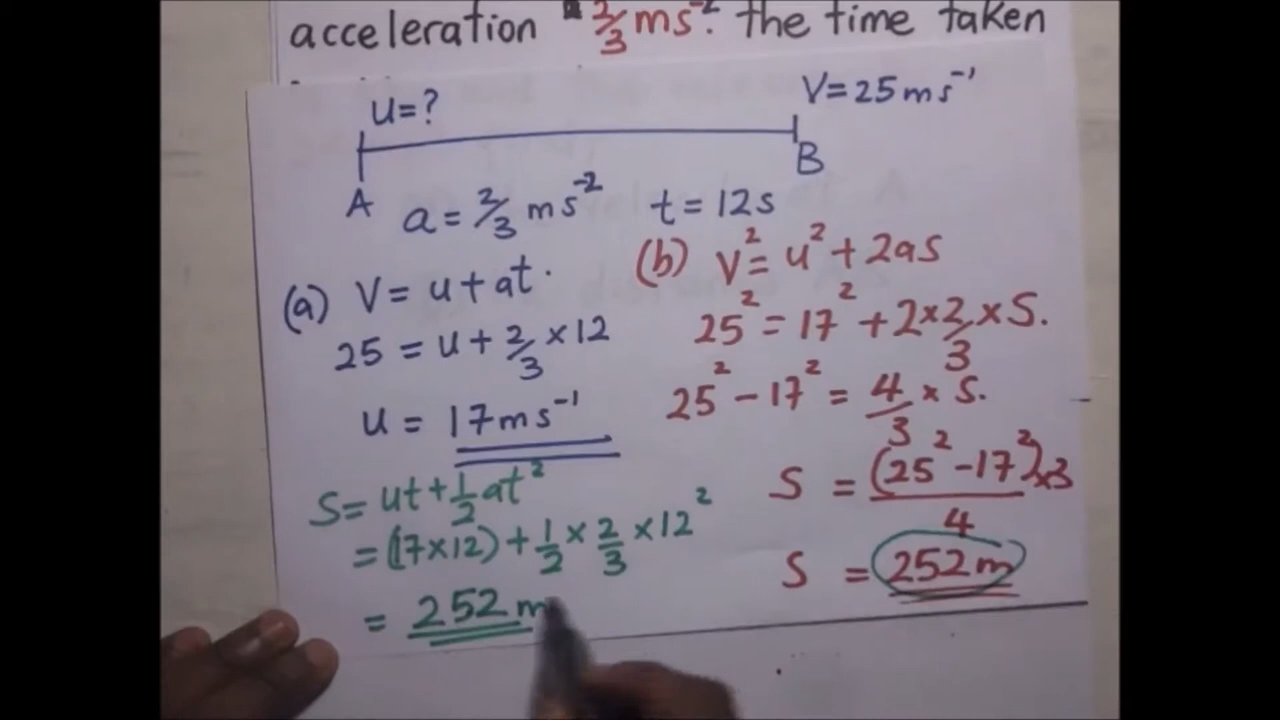 acceleration 2/3 ms⁻². the time taken
U=?
V=25ms⁻¹
A
B
a = 2/3 ms⁻²
t = 12s
(a) V = u + at.
25 = u + 2/3 × 12
u = 17ms⁻¹
S = ut + 1/2 at²
= (17×12) + 1/2 × 2/3 × 12²
= 252m
(b) V² = u² + 2as
25² = 17² + 2×2/3 × S.
25² - 17² = 4/3 × S.
S = (25² - 17²)×3/4
S = 252m